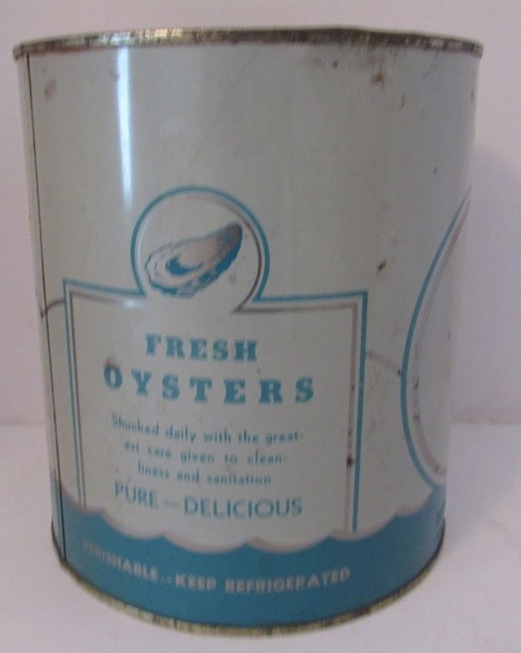 FRESH
OYSTERS
Shucked daily with the great-
est care given to clean-
liness and sanitation
PURE—DELICIOUS
PERISHABLE..KEEP REFRIGERATED